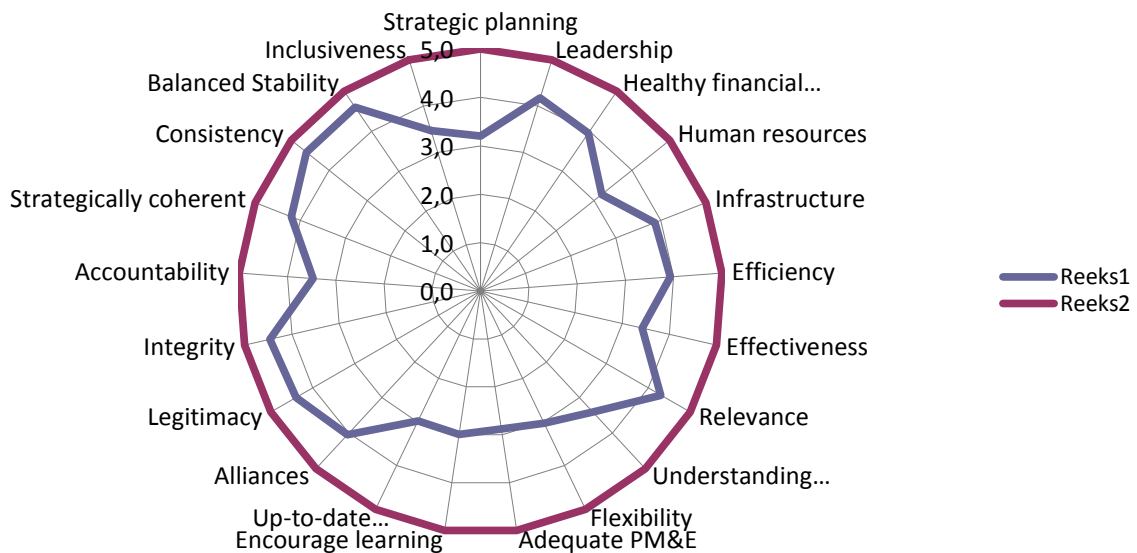 Strategic planning
Leadership
Healthy financial...
Human resources
Infrastructure
Efficiency
Effectiveness
Relevance
Understanding...
Flexibility
Adequate PM&E
Encourage learning
Up-to-date...
Alliances
Legitimacy
Integrity
Accountability
Strategically coherent
Consistency
Balanced Stability
Inclusiveness
5,0
4,0
3,0
2,0
1,0
0,0
Reeks1
Reeks2